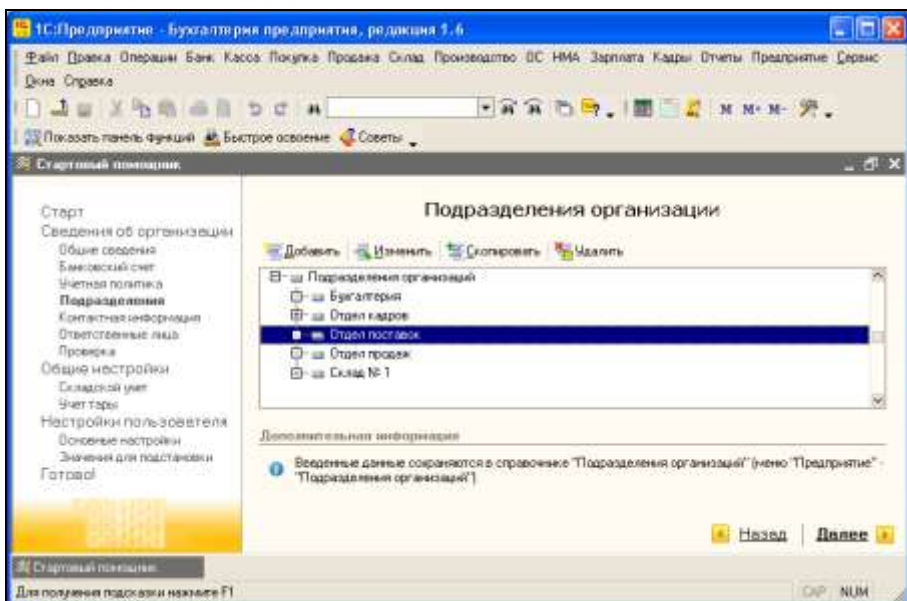 1С:Предприятие - Бухгалтерия предприятия, редакция 1.6
Файл Правка Операции Банк Касса Покупка Продажа Склад Производство ОС НМА Зарплата Кадры Отчеты Предприятие Сервис
Окна Справка
M M+ M-
Показать панель функций Быстрое освоение Советы
Стартовый помощник
Старт
Сведения об организации
Общие сведения
Банковский счет
Учетная политика
Подразделения
Контактная информация
Ответственные лица
Проверка
Общие настройки
Складской учет
Учет тары
Настройки пользователя
Основные настройки
Значения для подстановки
Готово!
Подразделения организации
Добавить Изменить Скопировать Удалить
Подразделения организаций
Бухгалтерия
Отдел кадров
Отдел поставок
Отдел продаж
Склад № 1
Дополнительная информация
Введенные данные сохраняются в справочнике "Подразделения организаций" (меню "Предприятие" -
"Подразделения организаций")
Назад Далее
Стартовый помощник
Для получения подсказки нажмите F1
CAP NUM